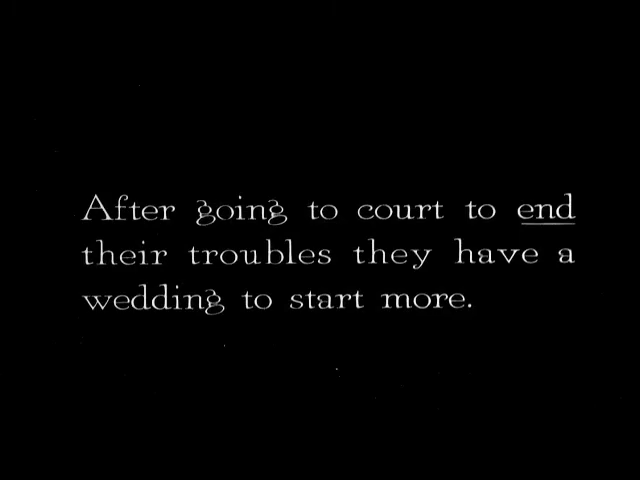 After going to court to end
their troubles they have a
wedding to start more.